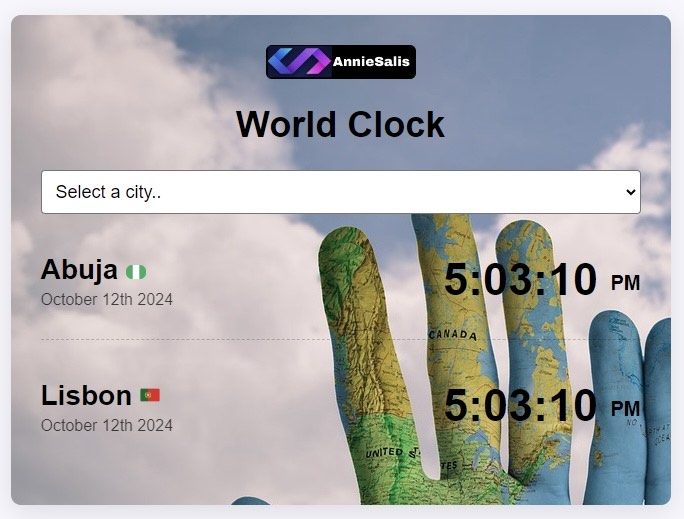 AnnieSalis
World Clock
Select a city..
Abuja
October 12th 2024
5:03:10 PM
CANADA
Lisbon
October 12th 2024
5:03:10 PM
UNITED